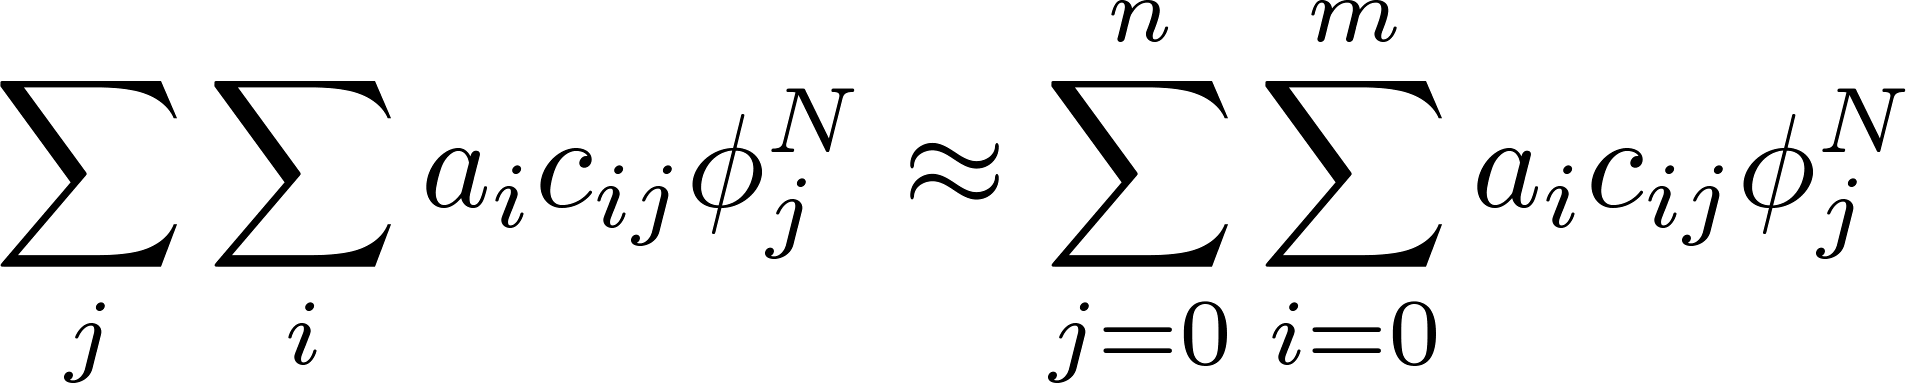 \sum_{j} \sum_{i} a_i c_{ij} \phi_j^N \approx \sum_{j=0}^{n} \sum_{i=0}^{m} a_i c_{ij} \phi_j^N